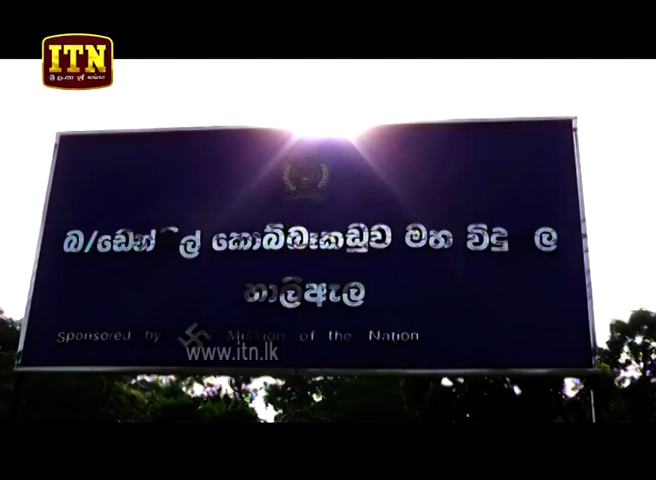 ITN
බ/ඩෙන්සිල් කොබ්බෑකඩුව මහ විදු ල
හාලිඇල
Sponsored by Mission of the Nation
www.itn.lk